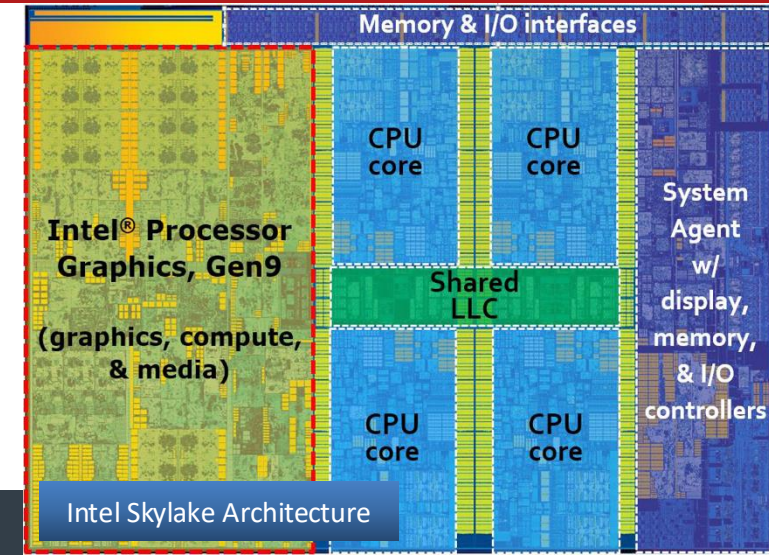 Memory & I/O interfaces
CPU
core
CPU
core
Intel® Processor
Graphics, Gen9
(graphics, compute,
& media)
Shared
LLC
System
Agent
w/
display,
memory,
& I/O
controllers
CPU
core
CPU
core
Intel Skylake Architecture